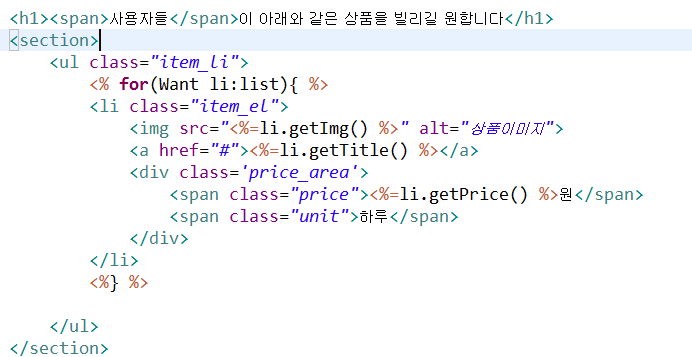 <h1><span>사용자들</span>이 아래와 같은 상품을 빌리길 원합니다</h1>
<section>
<ul class="item_li">
<% for(Want li:list){ %>
<li class="item_el">
<img src="<%=li.getImg() %>" alt="상품이미지">
<a href="#"><%=li.getTitle() %></a>
<div class='price_area'>
<span class="price"><%=li.getPrice() %>원</span>
<span class="unit">하루</span>
</div>
</li>
<%} %>
</ul>
</section>